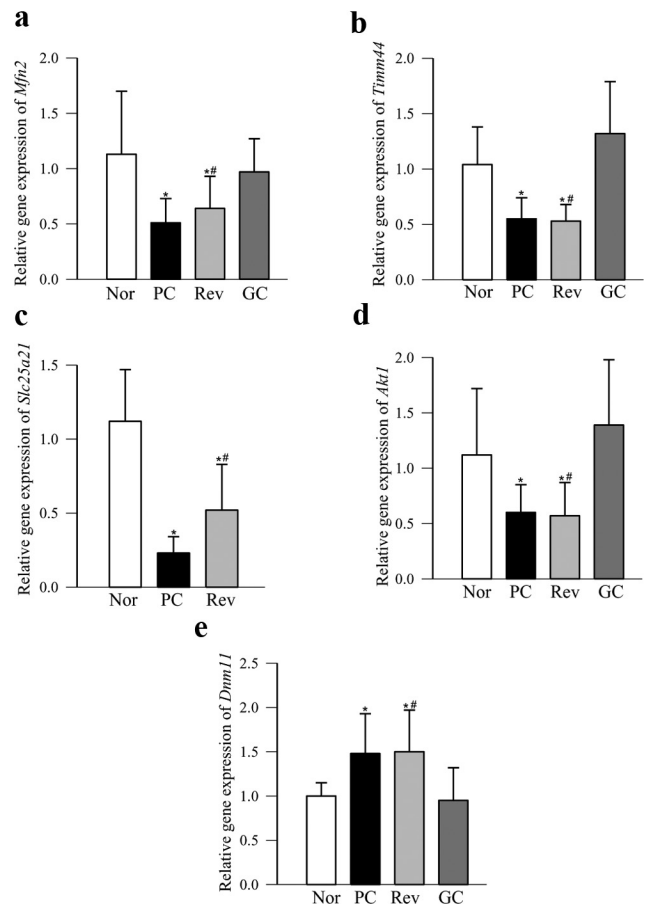 a
Relative gene expression of Mfn2
2.0
1.5
1.0
0.5
0.0
*
*#
Nor PC Rev GC
b
Relative gene expression of Timm44
2.0
1.5
1.0
0.5
0.0
*
*#
Nor PC Rev GC
c
Relative gene expression of Slc25a21
1.5
1.0
0.5
0.0
*
*#
Nor PC Rev
d
Relative gene expression of Akt1
2.0
1.5
1.0
0.5
0.0
*
*#
Nor PC Rev GC
e
Relative gene expression of Dnm11
2.5
2.0
1.5
1.0
0.5
0.0
*
*#
Nor PC Rev GC